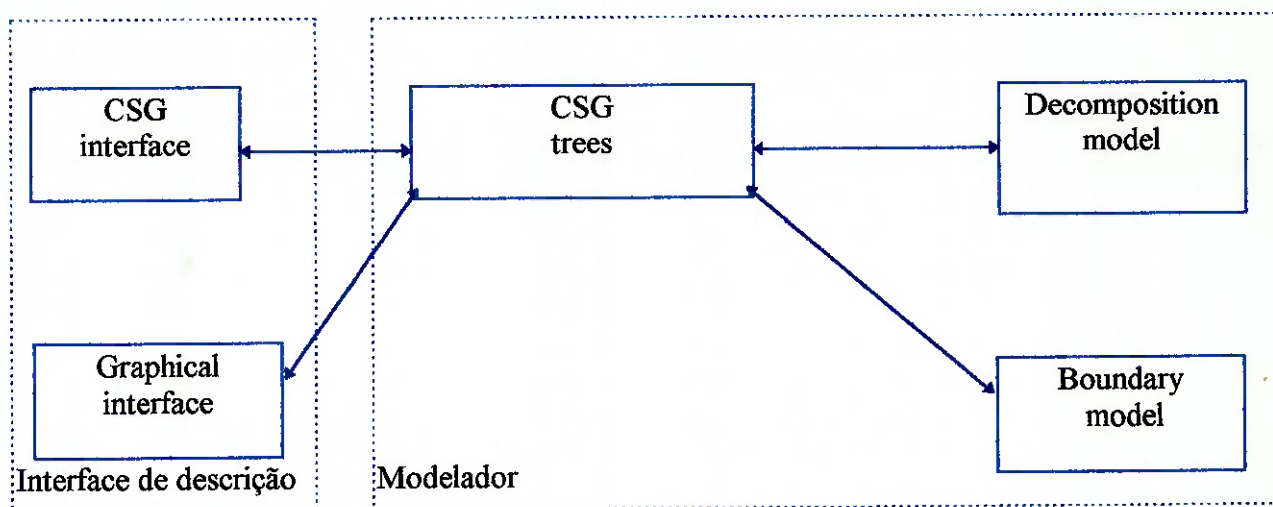 CSG
interface
CSG
trees
Decomposition
model
Graphical
interface
Boundary
model
Interface de descrição
Modelador